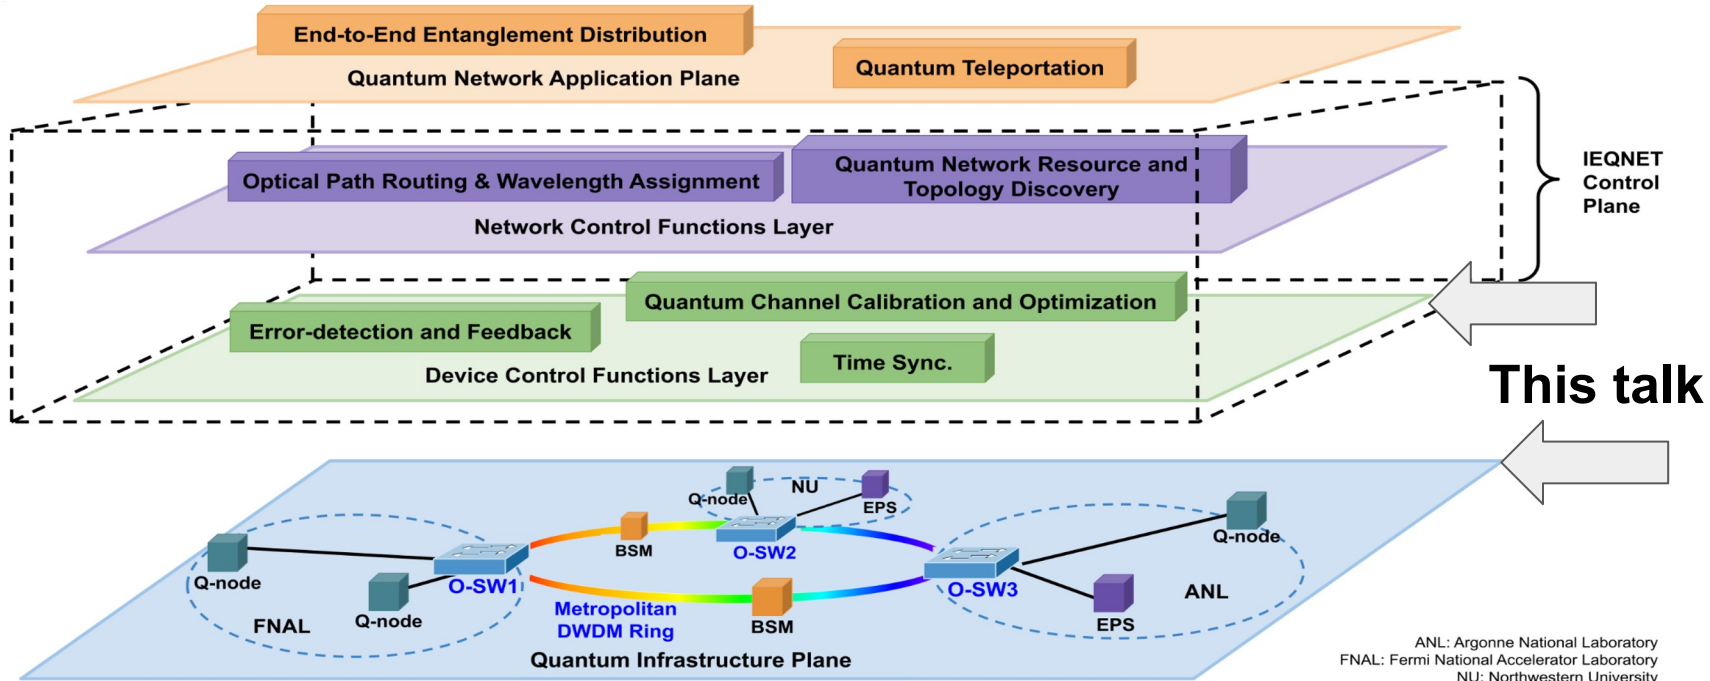 End-to-End Entanglement Distribution
Quantum Network Application Plane
Quantum Teleportation
IEQNET
Control
Plane
Optical Path Routing & Wavelength Assignment
Quantum Network Resource and
Topology Discovery
Network Control Functions Layer
Quantum Channel Calibration and Optimization
Error-detection and Feedback
Time Sync.
Device Control Functions Layer
This talk
Q-node
NU
EPS
BSM
O-SW2
Q-node
Q-node
O-SW1
Q-node
FNAL
Metropolitan
DWDM Ring
BSM
O-SW3
Q-node
ANL
EPS
Quantum Infrastructure Plane
ANL: Argonne National Laboratory
FNAL: Fermi National Accelerator Laboratory
NU: Northwestern University